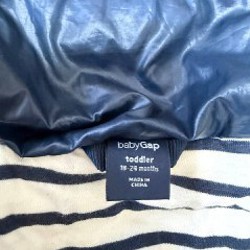 babyGap
toddler
18-24 months
MADE IN
CHINA